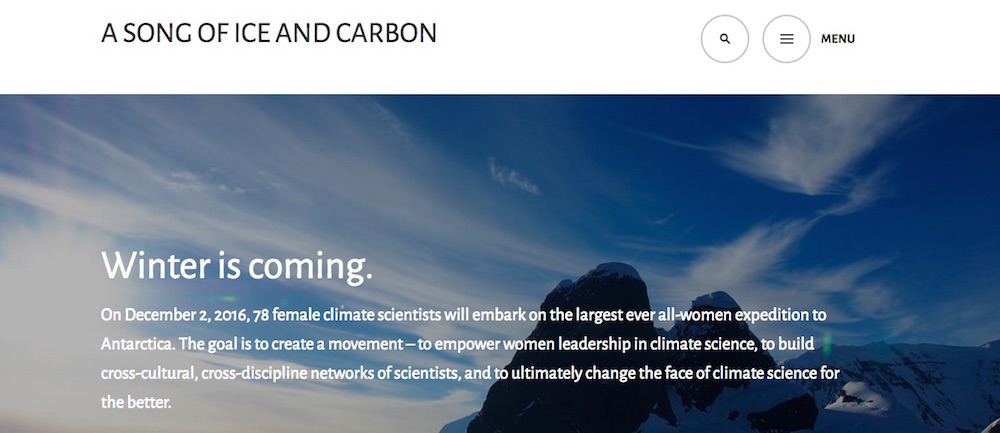 A SONG OF ICE AND CARBON
MENU
Winter is coming.
On December 2, 2016, 78 female climate scientists will embark on the largest ever all-women expedition to
Antarctica. The goal is to create a movement – to empower women leadership in climate science, to build
cross-cultural, cross-discipline networks of scientists, and to ultimately change the face of climate science for
the better.